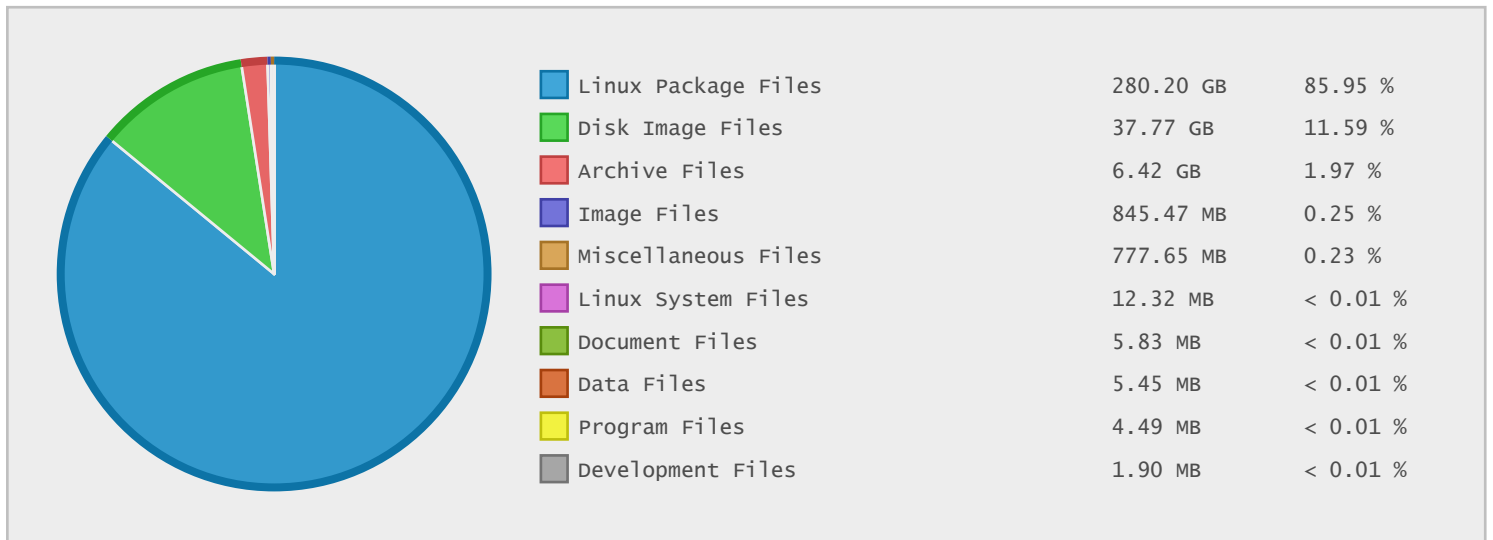 Linux Package Files 280.20 GB 85.95 %
Disk Image Files 37.77 GB 11.59 %
Archive Files 6.42 GB 1.97 %
Image Files 845.47 MB 0.25 %
Miscellaneous Files 777.65 MB 0.23 %
Linux System Files 12.32 MB < 0.01 %
Document Files 5.83 MB < 0.01 %
Data Files 5.45 MB < 0.01 %
Program Files 4.49 MB < 0.01 %
Development Files 1.90 MB < 0.01 %